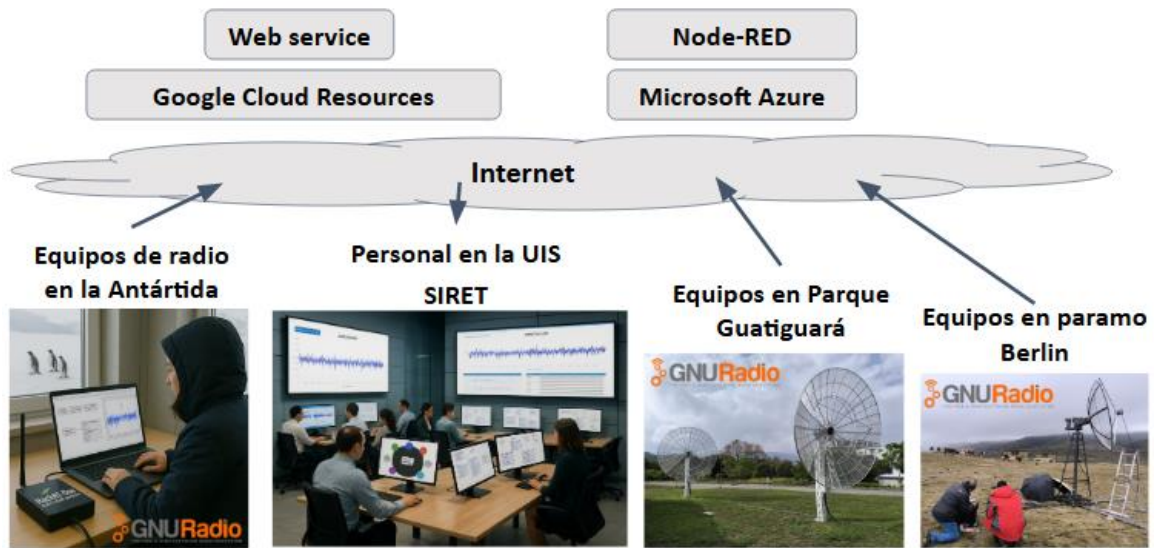 Web service
Node-RED
Google Cloud Resources
Microsoft Azure
Internet
Equipos de radio
en la Antártida
Personal en la UIS
SIRET
Equipos en Parque
Guatiguará
Equipos en paramo
Berlin
GNURadio
GNURadio
GNURadio